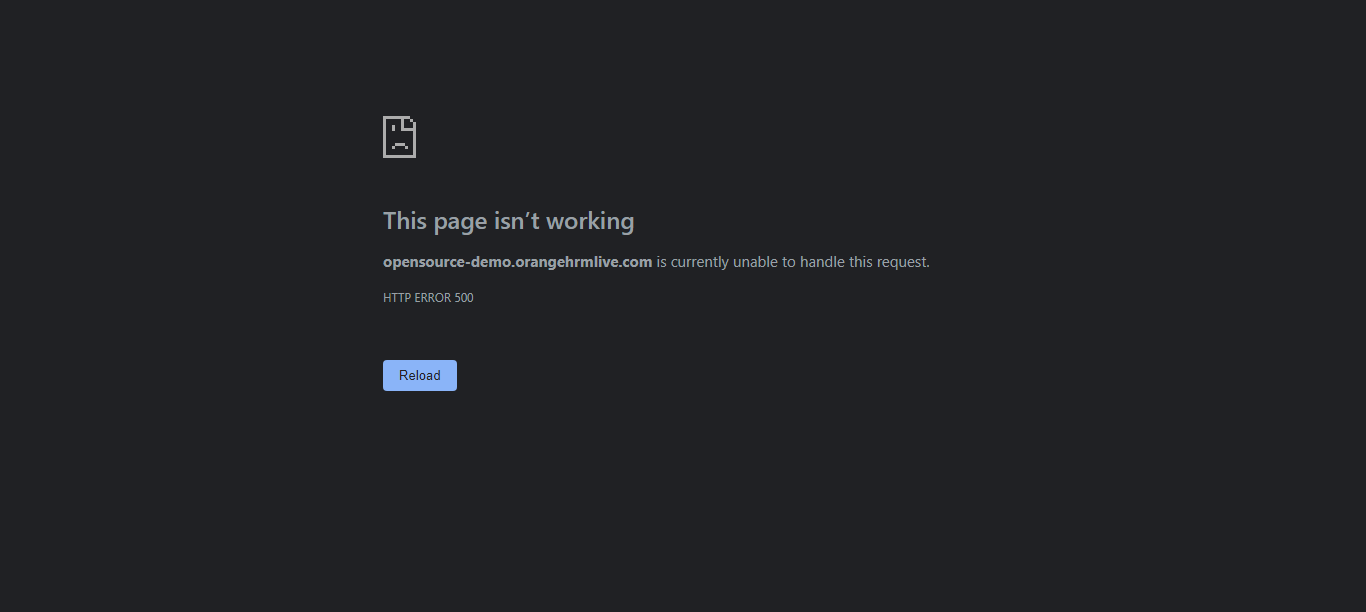 This page isn’t working
opensource-demo.orangehrmlive.com is currently unable to handle this request.
HTTP ERROR 500
Reload